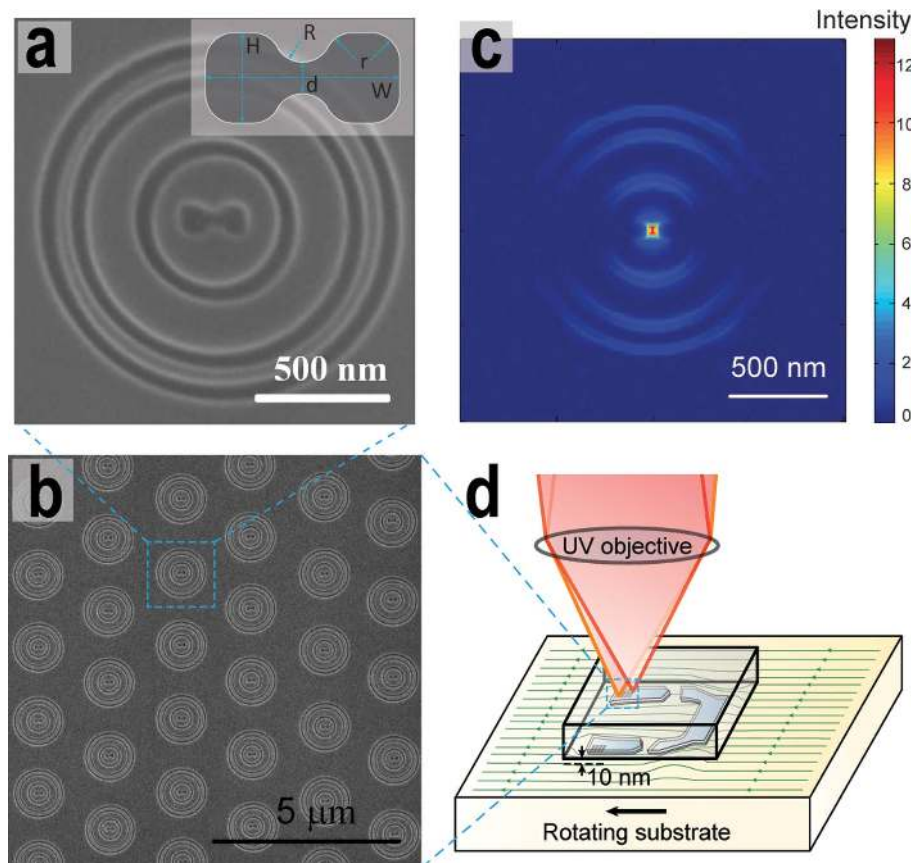 a
H
R
r
d
W
500 nm
c
Intensity
12
10
8
6
4
2
0
500 nm
b
5 μm
d
UV objective
10 nm
Rotating substrate